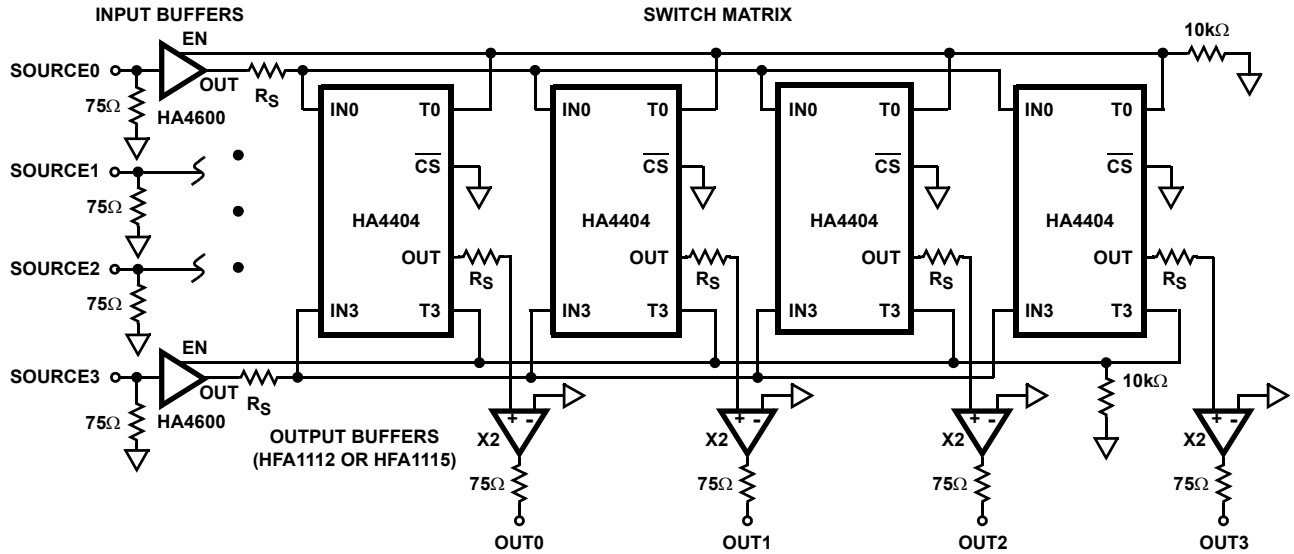 INPUT BUFFERS
SWITCH MATRIX
EN
10kΩ
SOURCE0
OUT
RS
75Ω
HA4600
IN0 T0
IN0 T0
IN0 T0
IN0 T0
CS
CS
CS
CS
SOURCE1
75Ω
HA4404
HA4404
HA4404
HA4404
OUT
OUT
OUT
OUT
RS
RS
RS
RS
SOURCE2
75Ω
IN3 T3
IN3 T3
IN3 T3
IN3 T3
EN
SOURCE3
OUT
RS
75Ω
HA4600
10kΩ
OUTPUT BUFFERS
(HFA1112 OR HFA1115)
+ -
+ -
+ -
+ -
X2
X2
X2
X2
75Ω
75Ω
75Ω
75Ω
OUT0
OUT1
OUT2
OUT3